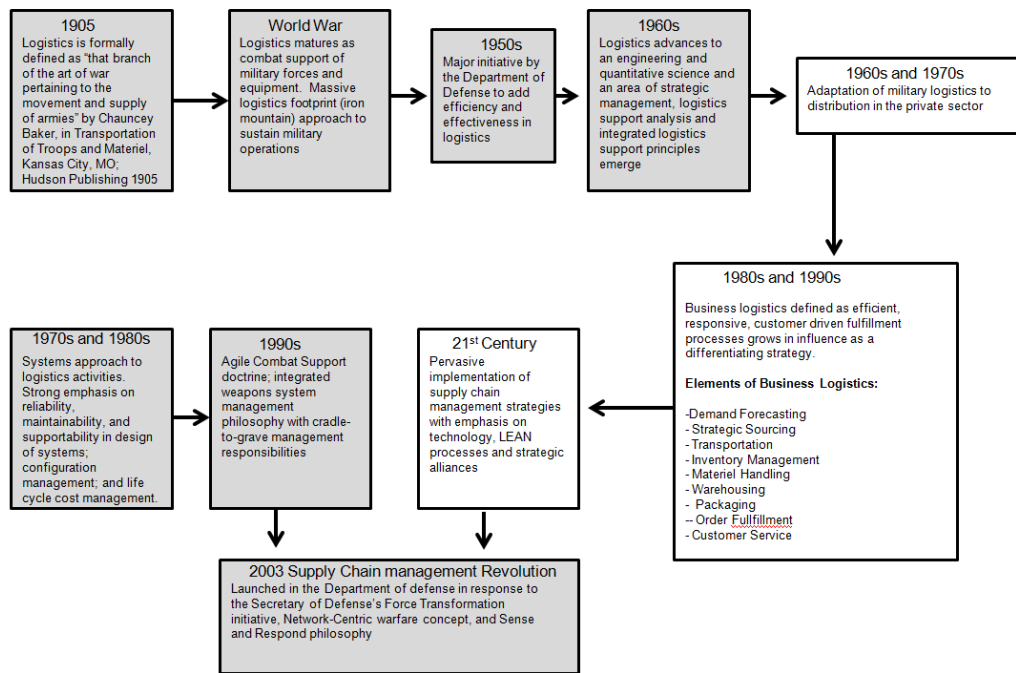 1905
Logistics is formally
defined as “that branch
of the art of war
pertaining to the
movement and supply
of armies” by Chauncey
Baker, in Transportation
of Troops and Materiel,
Kansas City, MO;
Hudson Publishing 1905
World War
Logistics matures as
combat support of
military forces and
equipment. Massive
logistics footprint (iron
mountain) approach to
sustain military
operations
1950s
Major initiative by
the Department of
Defense to add
efficiency and
effectiveness in
logistics
1960s
Logistics advances to
an engineering and
quantitative science and
an area of strategic
management, logistics
support analysis and
integrated logistics
support principles
emerge
1960s and 1970s
Adaptation of military logistics to
distribution in the private sector
1980s and 1990s
Business logistics defined as efficient,
responsive, customer driven fulfillment
processes grows in influence as a
differentiating strategy.
Elements of Business Logistics:
-Demand Forecasting
- Strategic Sourcing
- Transportation
- Inventory Management
- Materiel Handling
- Warehousing
- Packaging
-- Order Fullfillment
- Customer Service
1970s and 1980s
Systems approach to
logistics activities.
Strong emphasis on
reliability,
maintainability, and
supportability in design
of systems;
configuration
management; and life
cycle cost management.
1990s
Agile Combat Support
doctrine; integrated
weapons system
management
philosophy with cradle-
to-grave management
responsibilities
21st Century
Pervasive
implementation of
supply chain
management strategies
with emphasis on
technology, LEAN
processes and strategic
alliances
2003 Supply Chain management Revolution
Launched in the Department of defense in response to
the Secretary of Defense’s Force Transformation
initiative, Network-Centric warfare concept, and Sense
and Respond philosophy